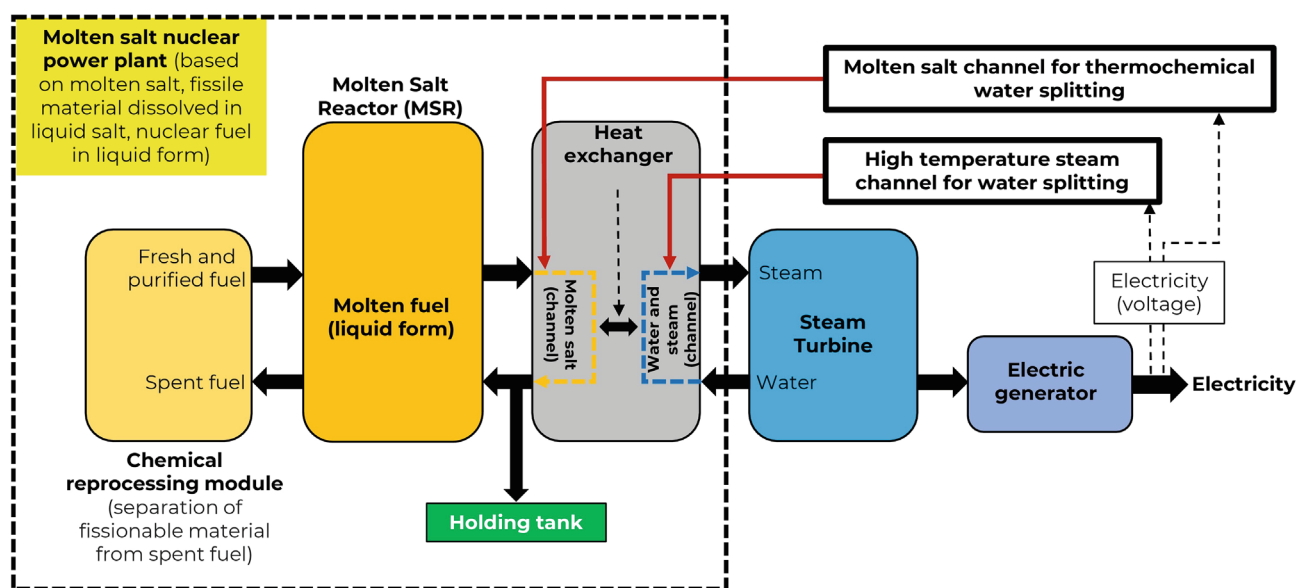 Molten salt nuclear
power plant (based
on molten salt, fissile
material dissolved in
liquid salt, nuclear fuel
in liquid form)
Molten Salt
Reactor (MSR)
Heat
exchanger
Molten salt channel for thermochemical
water splitting
High temperature steam
channel for water splitting
Fresh and
purified fuel
Spent fuel
Molten fuel
(liquid form)
Molten salt
(channel)
Water and
steam
(channel)
Steam
Steam
Turbine
Water
Electricity
(voltage)
Electric
generator
Electricity
Chemical
reprocessing module
(separation of
fissionable material
from spent fuel)
Holding tank